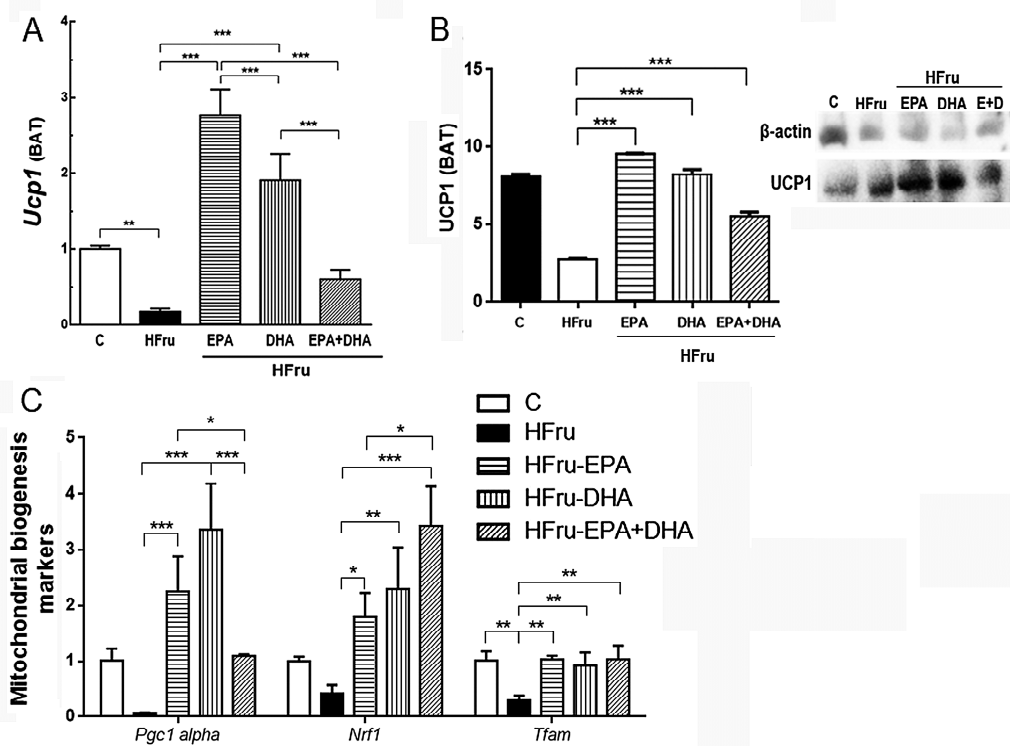 A
Ucp1 (BAT)
4
3
2
1
0
***
***
***
***
***
**
C HFru EPA DHA EPA+DHA
HFru
B
UCP1 (BAT)
15
10
5
0
***
***
***
C HFru EPA DHA EPA+DHA
HFru
HFru
C HFru EPA DHA E+D
β-actin
UCP1
C
Mitochondrial biogenesis
markers
5
4
3
2
1
0
*
*** ***
***
*
***
**
*
**
**
** **
Pgc1 alpha Nrf1 Tfam
C
HFru
HFru-EPA
HFru-DHA
HFru-EPA+DHA